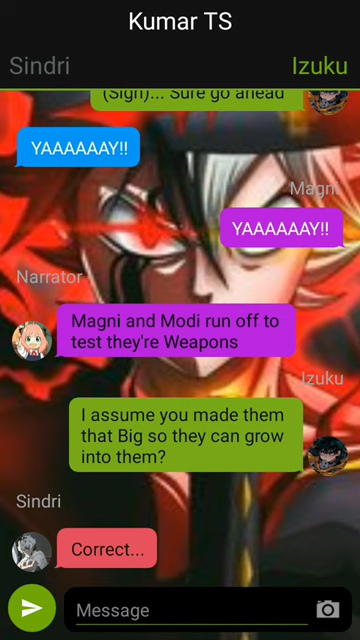 Kumar TS
Sindri
Izuku
(Sigh)... Sure go ahead
YAAAAAAY!!
Magni
YAAAAAAY!!
Narrator
Magni and Modi run off to
test they're Weapons
Izuku
I assume you made them
that Big so they can grow
into them?
Sindri
Correct...
Message